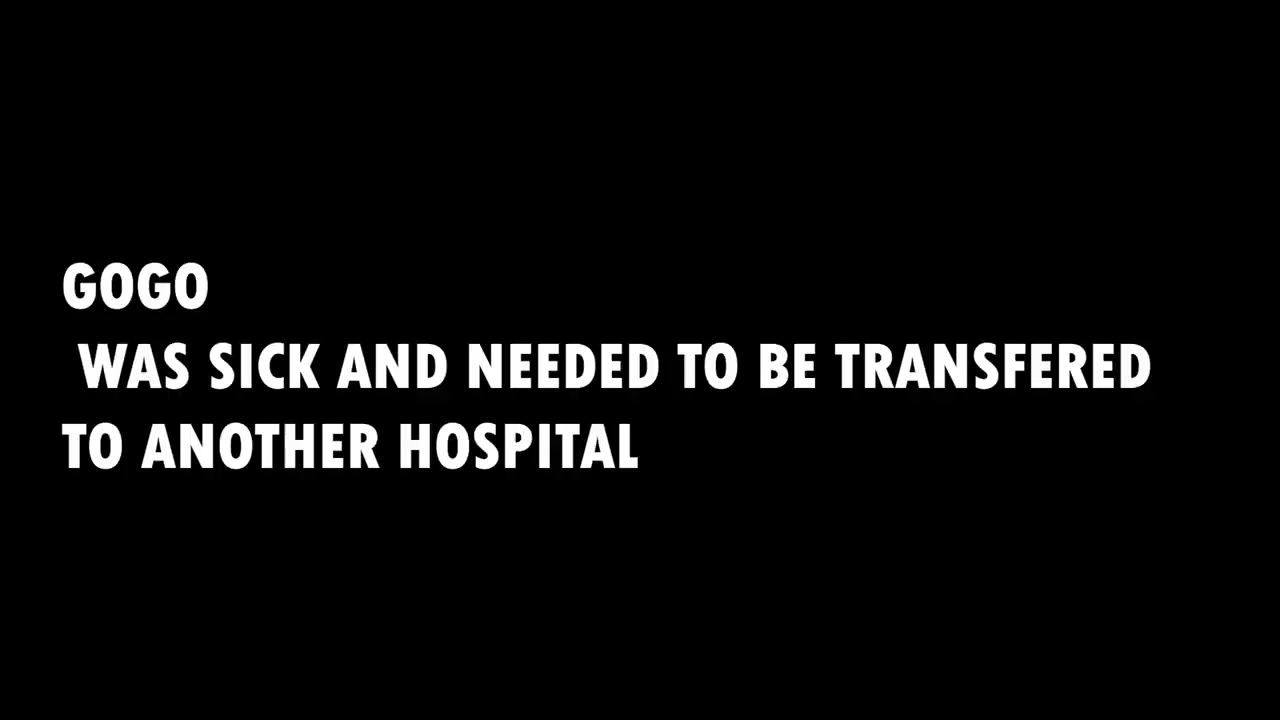 GOGO
WAS SICK AND NEEDED TO BE TRANSFERED
TO ANOTHER HOSPITAL